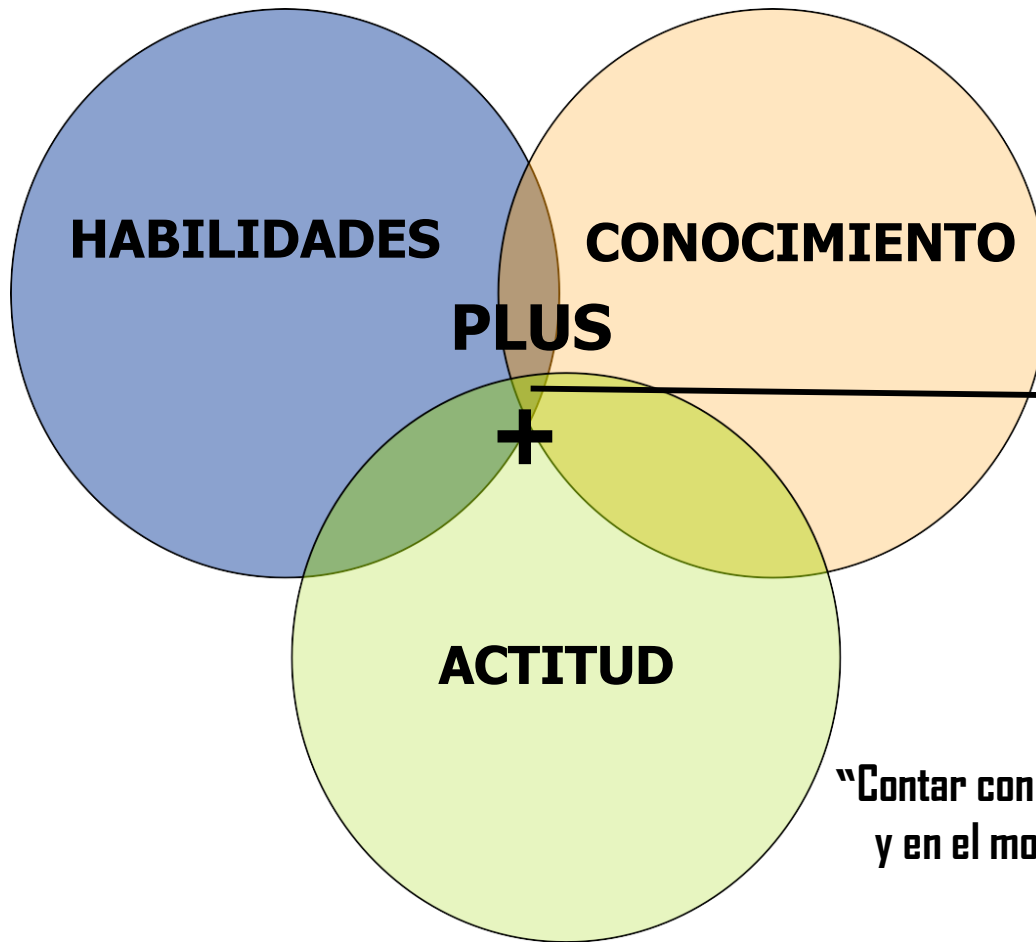 HABILIDADES
CONOCIMIENTO
PLUS
+
ACTITUD
“Contar con
y en el mo